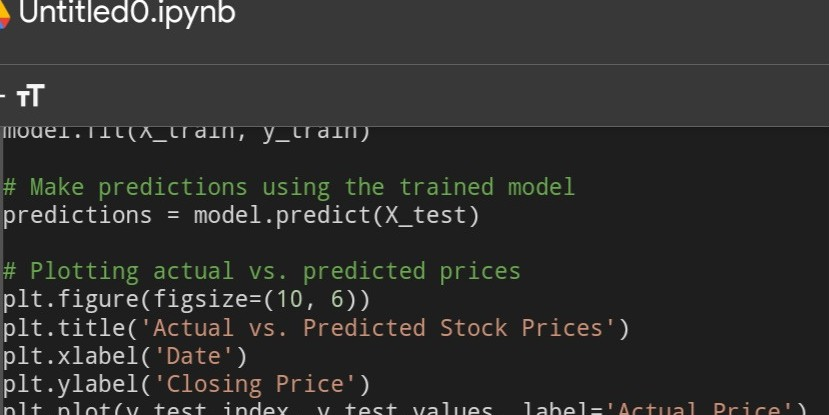 Untitled0.ipynb
TT
model.fit(X_train, y_train)
# Make predictions using the trained model
predictions = model.predict(X_test)
# Plotting actual vs. predicted prices
plt.figure(figsize=(10, 6))
plt.title('Actual vs. Predicted Stock Prices')
plt.xlabel('Date')
plt.ylabel('Closing Price')
plt.plot(y_test.index, y_test.values, label='Actual Price')